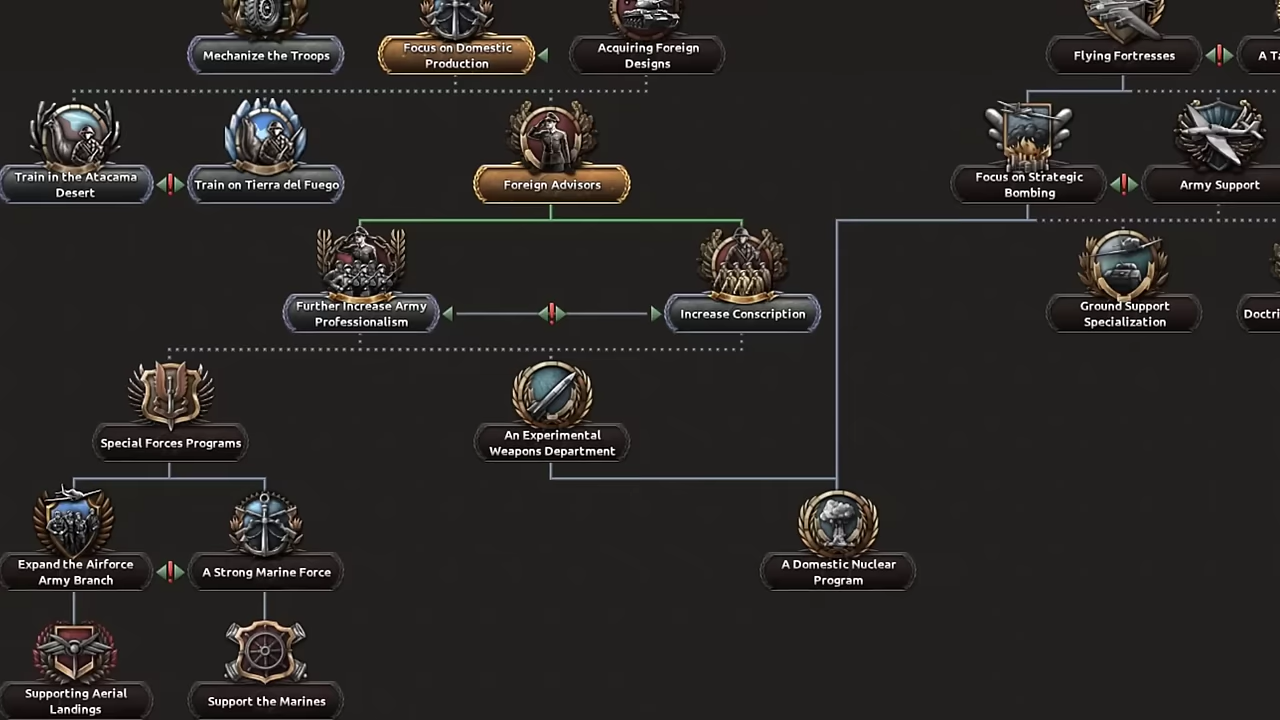 Mechanize the Troops
Focus on Domestic
Production
Acquiring Foreign
Designs
Flying Fortresses
A Ta
Train in the Atacama
Desert
Train on Tierra del Fuego
Foreign Advisors
Focus on Strategic
Bombing
Army Support
Further Increase Army
Professionalism
Increase Conscription
Ground Support
Specialization
Doctri
Special Forces Programs
An Experimental
Weapons Department
Expand the Airforce
Army Branch
A Strong Marine Force
A Domestic Nuclear
Program
Supporting Aerial
Landings
Support the Marines